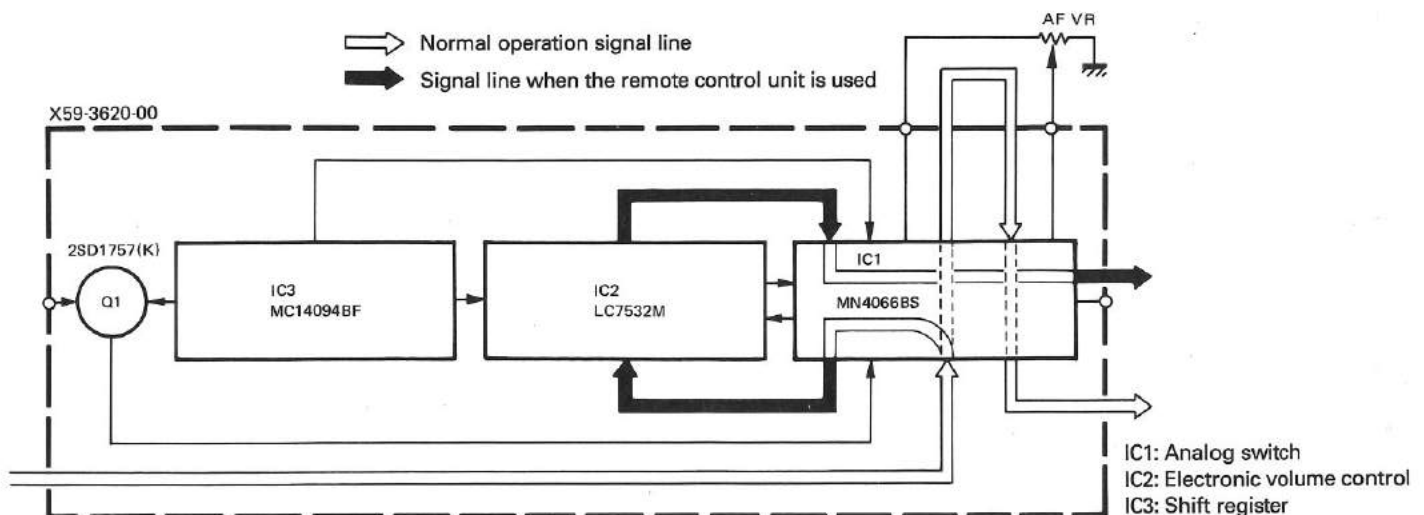 AF VR
Normal operation signal line
Signal line when the remote control unit is used
X59-3620-00
2SD1757(K)
Q1
IC3
MC14094BF
IC2
LC7532M
IC1
MN4066BS
IC1: Analog switch
IC2: Electronic volume control
IC3: Shift register